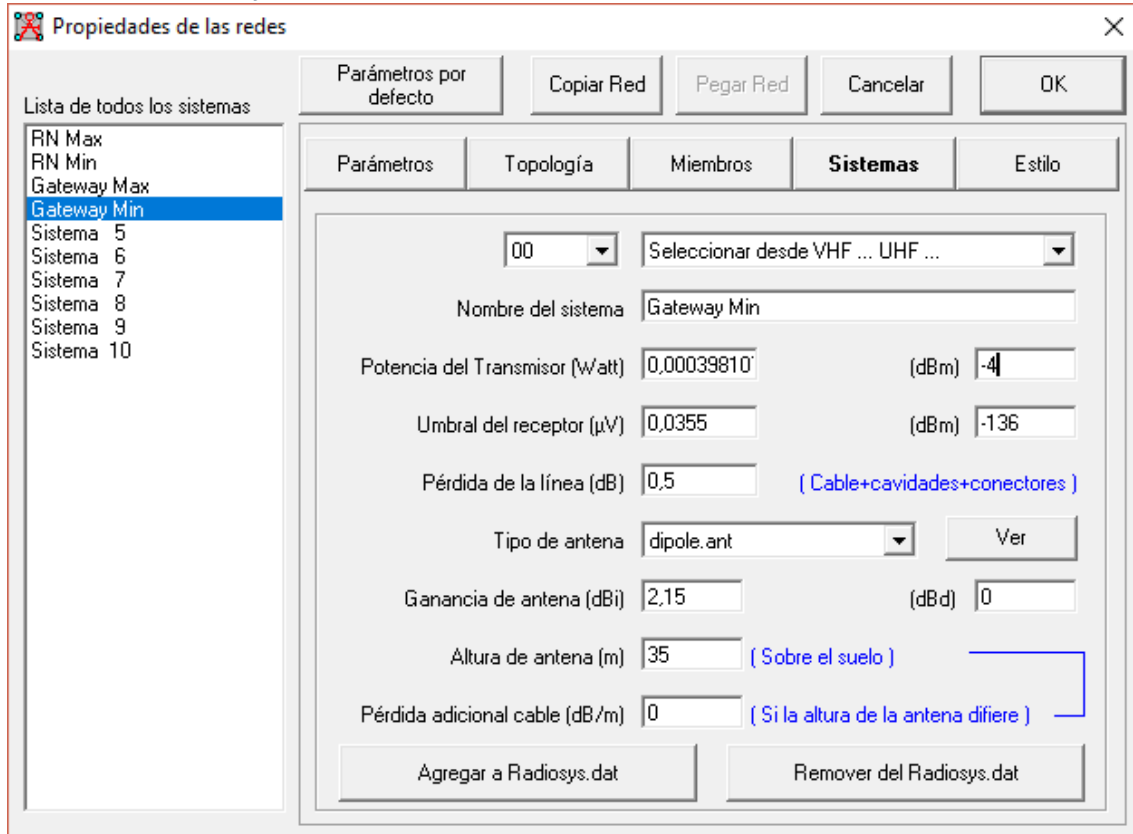 Propiedades de las redes
Parámetros por defecto
Copiar Red
Pegar Red
Cancelar
OK
Lista de todos los sistemas
RN Max
RN Min
Gateway Max
Gateway Min
Sistema 5
Sistema 6
Sistema 7
Sistema 8
Sistema 9
Sistema 10
Parámetros
Topología
Miembros
Sistemas
Estilo
00 Seleccionar desde VHF ... UHF ...
Nombre del sistema Gateway Min
Potencia del Transmisor (Watt) 0,00039810 (dBm) -4
Umbral del receptor (µV) 0,0355 (dBm) -136
Pérdida de la línea (dB) 0,5 ( Cable+cavidades+conectores )
Tipo de antena dipole.ant Ver
Ganancia de antena (dBi) 2,15 (dBd) 0
Altura de antena (m) 35 ( Sobre el suelo )
Pérdida adicional cable (dB/m) 0 ( Si la altura de la antena difiere )
Agregar a Radiosys.dat
Remover del Radiosys.dat